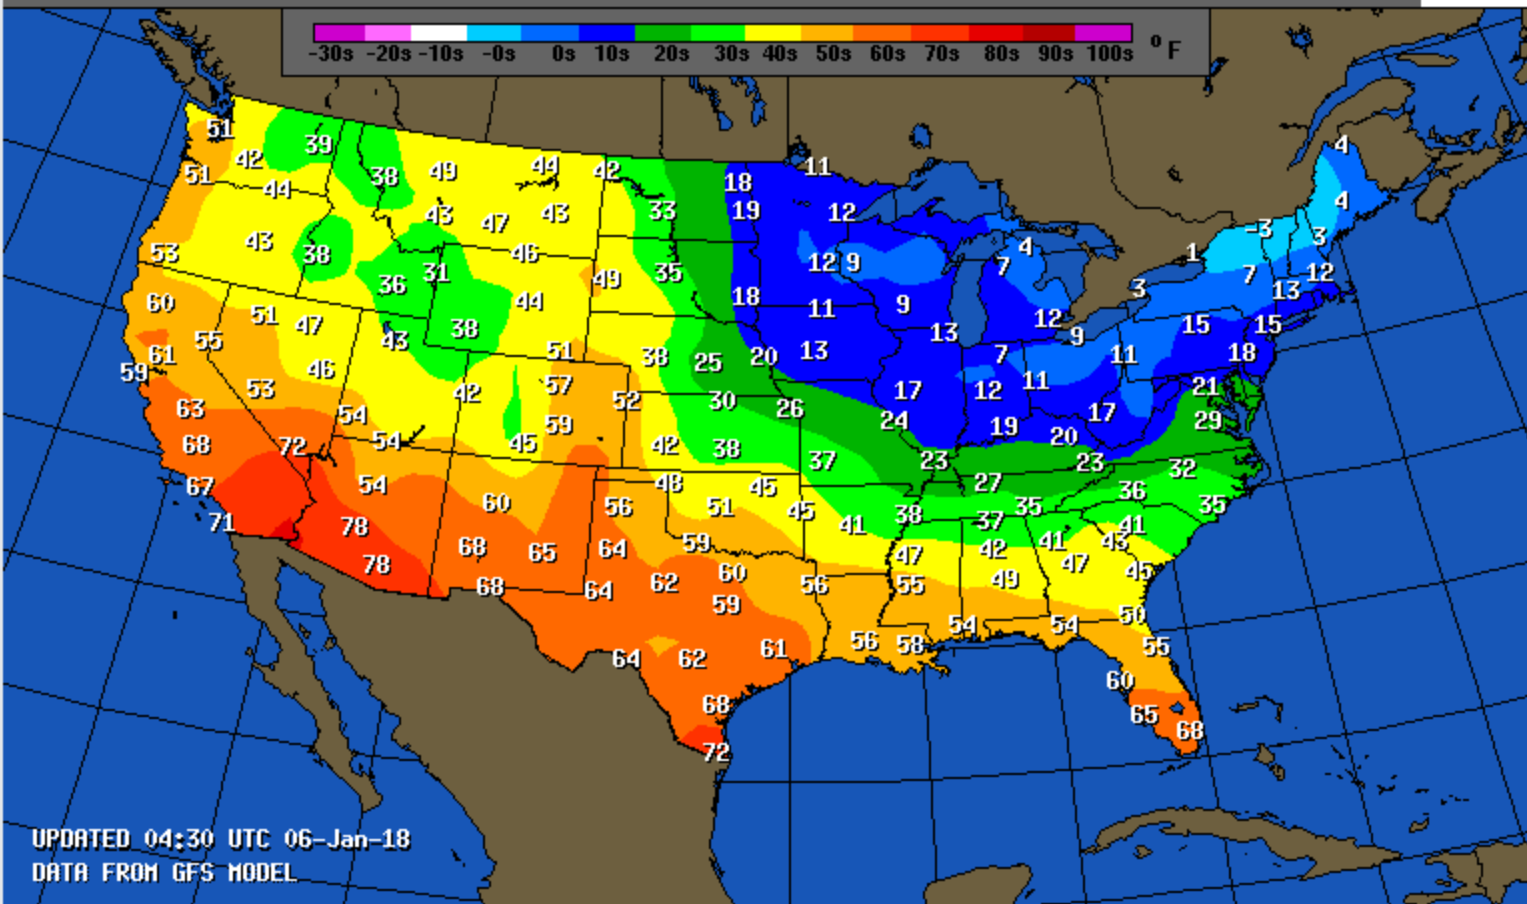 -30s -20s -10s -0s 0s 10s 20s 30s 40s 50s 60s 70s 80s 90s 100s °F
4
51 39 44 42 11
42 38 49 18
51 44 4
43 47 43 33 19 12
-3 3
53 43 38 46 4 1
36 31 49 35 12 9 7 7 12
60 44 18 11 9 3 13
51 47 38 13 12 15 15
55 43 9
61 51 38 25 20 13 7 11 18
59 46
53 42 57 52 30 26 17 12 11 21
63 54 59 24 17 29
68 72 54 45 42 38 19 20
37 23 23 32
67 54 48 45 27 36
60 56 51 45 38 35 35
71 78 41 37 41
68 65 64 59 47 42 41 43
78 60 47 45
68 64 62 59 56 55 49
50
54 54
64 62 61 56 58 55
60
68 65 68
72
UPDATED 04:30 UTC 06-Jan-18
DATA FROM GFS MODEL